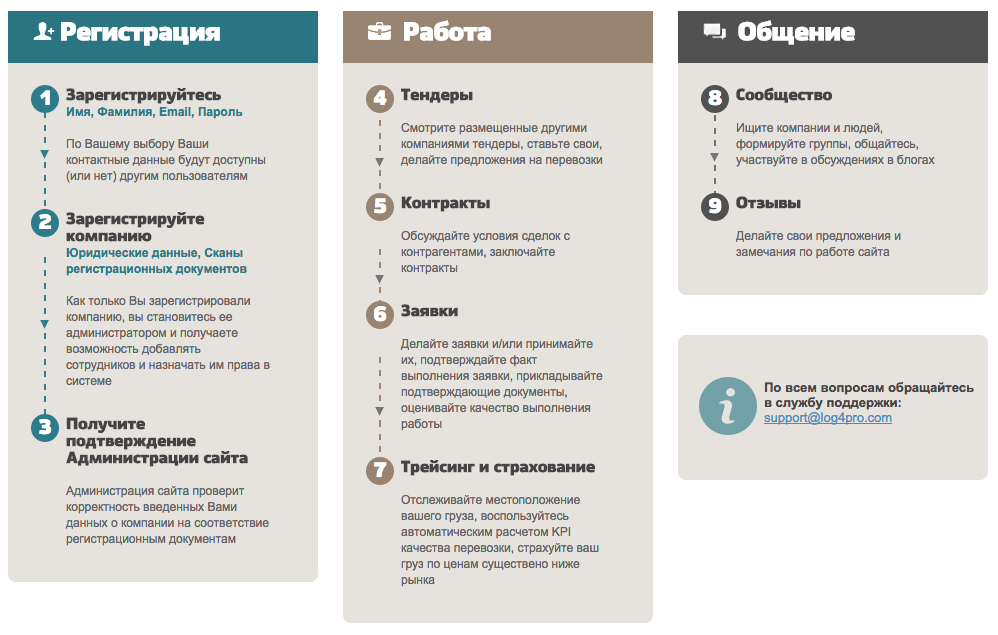 Регистрация
1
Зарегистрируйтесь
Имя, Фамилия, Email, Пароль
По Вашему выбору Ваши
контактные данные будут доступны
(или нет) другим пользователям
2
Зарегистрируйте
компанию
Юридические данные, Сканы
регистрационных документов
Как только Вы зарегистрировали
компанию, вы становитесь ее
администратором и получаете
возможность добавлять
сотрудников и назначать им права в
системе
3
Получите
подтверждение
Администрации сайта
Администрация сайта проверит
корректность введенных Вами
данных о компании на соответствие
регистрационным документам
Работа
4
Тендеры
Смотрите размещенные другими
компаниями тендеры, ставьте свои,
делайте предложения на перевозки
5
Контракты
Обсуждайте условия сделок с
контрагентами, заключайте
контракты
6
Заявки
Делайте заявки и/или принимайте
их, подтверждайте факт
выполнения заявки, прикладывайте
подтверждающие документы,
оценивайте качество выполнения
работы
7
Трейсинг и страхование
Отслеживайте местоположение
вашего груза, воспользуйтесь
автоматическим расчетом KPI
качества перевозки, страхуйте ваш
груз по ценам существено ниже
рынка
Общение
8
Сообщество
Ищите компании и людей,
формируйте группы, общайтесь,
участвуйте в обсуждениях в блогах
9
Отзывы
Делайте свои предложения и
замечания по работе сайта
i
По всем вопросам обращайтесь
в службу поддержки:
support@log4pro.com